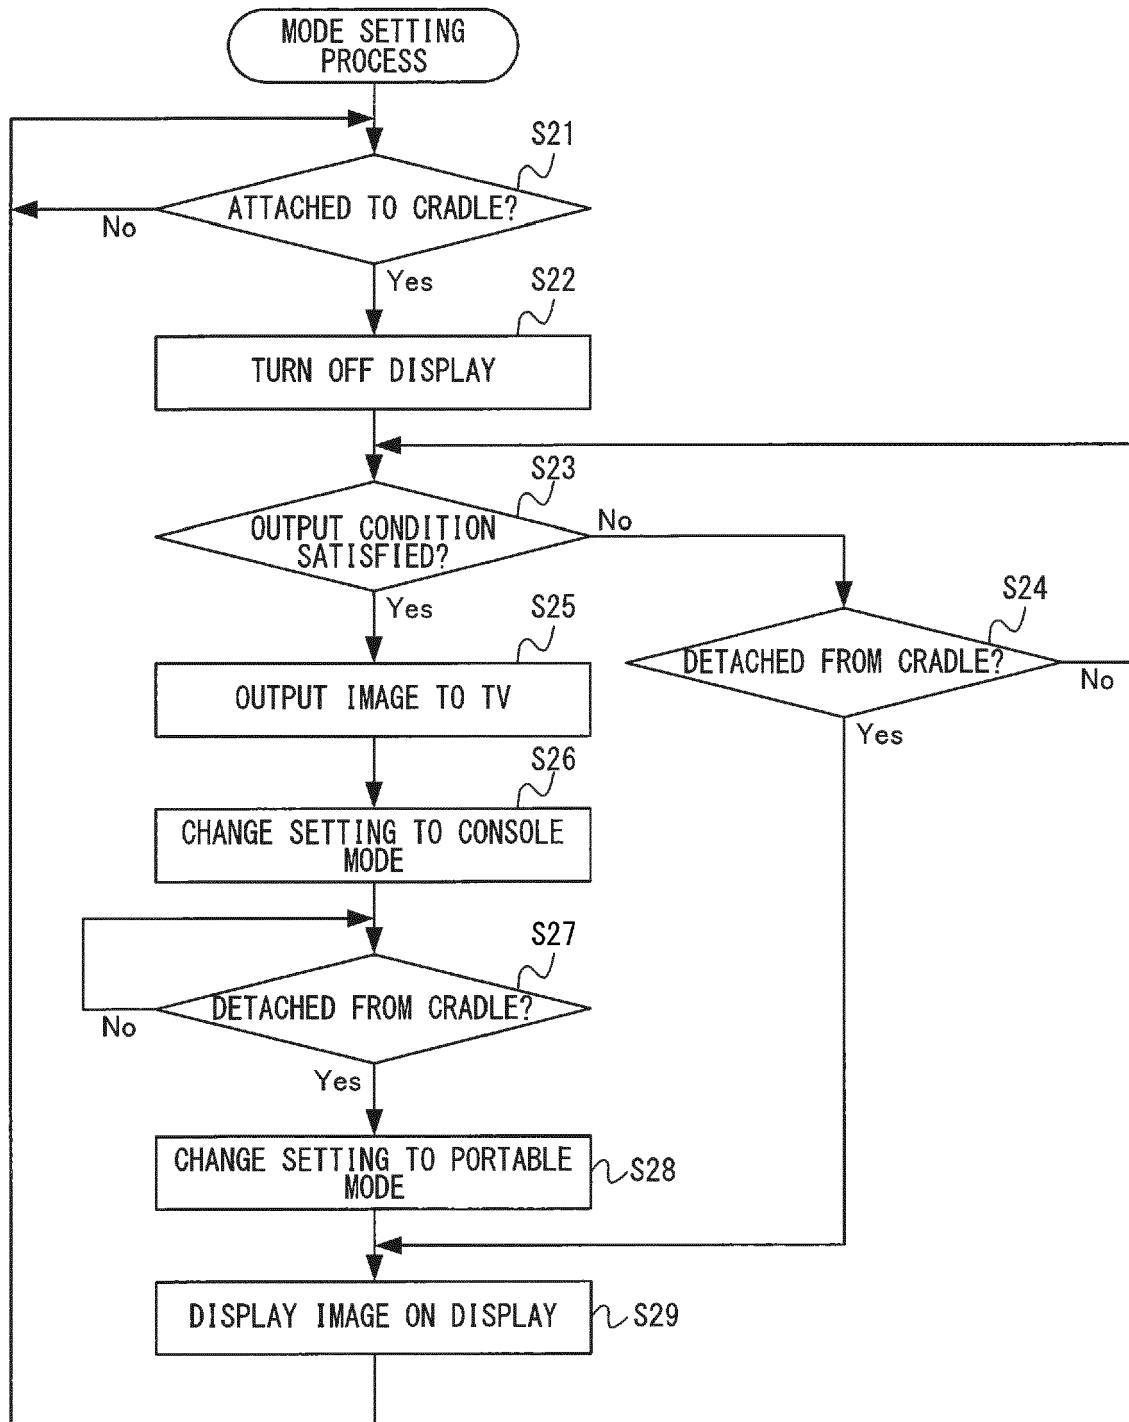 MODE SETTING
PROCESS
S21
ATTACHED TO CRADLE?
No
Yes
S22
TURN OFF DISPLAY
S23
OUTPUT CONDITION
SATISFIED?
No
Yes
S24
DETACHED FROM CRADLE?
No
Yes
S25
OUTPUT IMAGE TO TV
S26
CHANGE SETTING TO CONSOLE
MODE
S27
DETACHED FROM CRADLE?
No
Yes
CHANGE SETTING TO PORTABLE
MODE
S28
DISPLAY IMAGE ON DISPLAY
S29